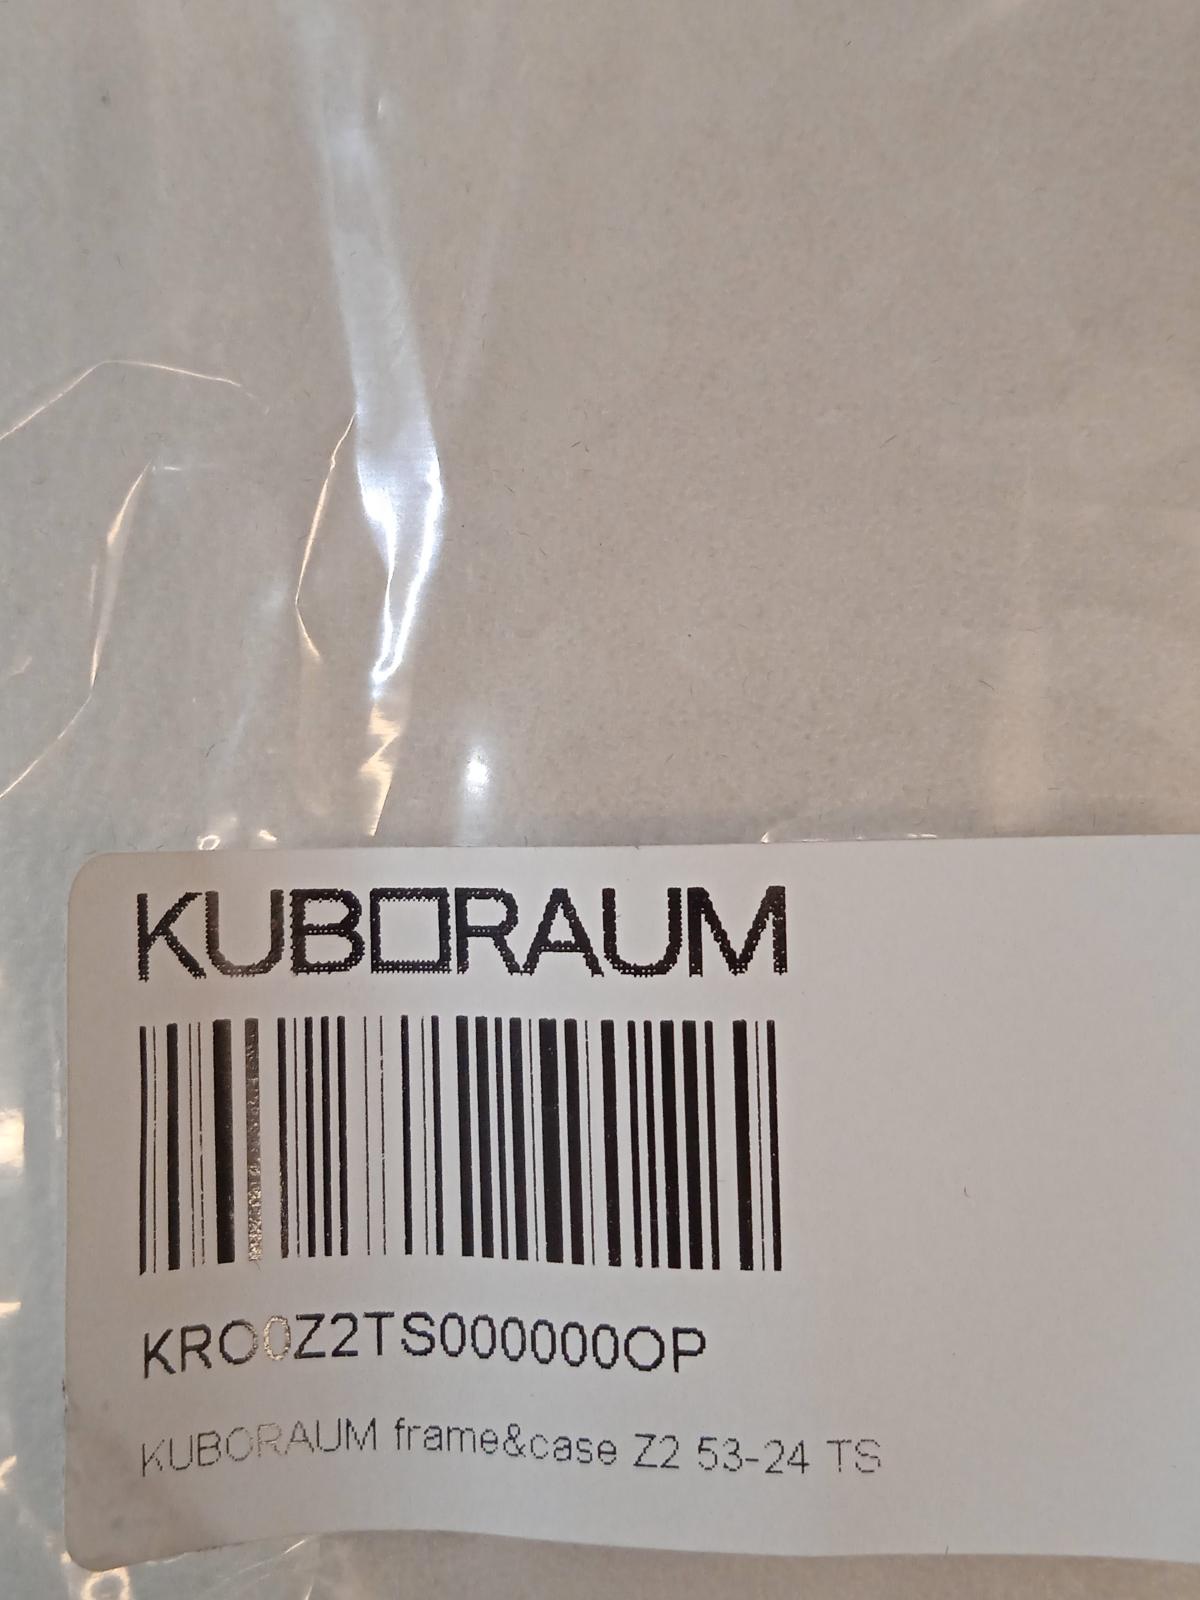 KUBORAUM
KRO0Z2TS000000OP
KUBORAUM frame&case Z2 53-24 TS